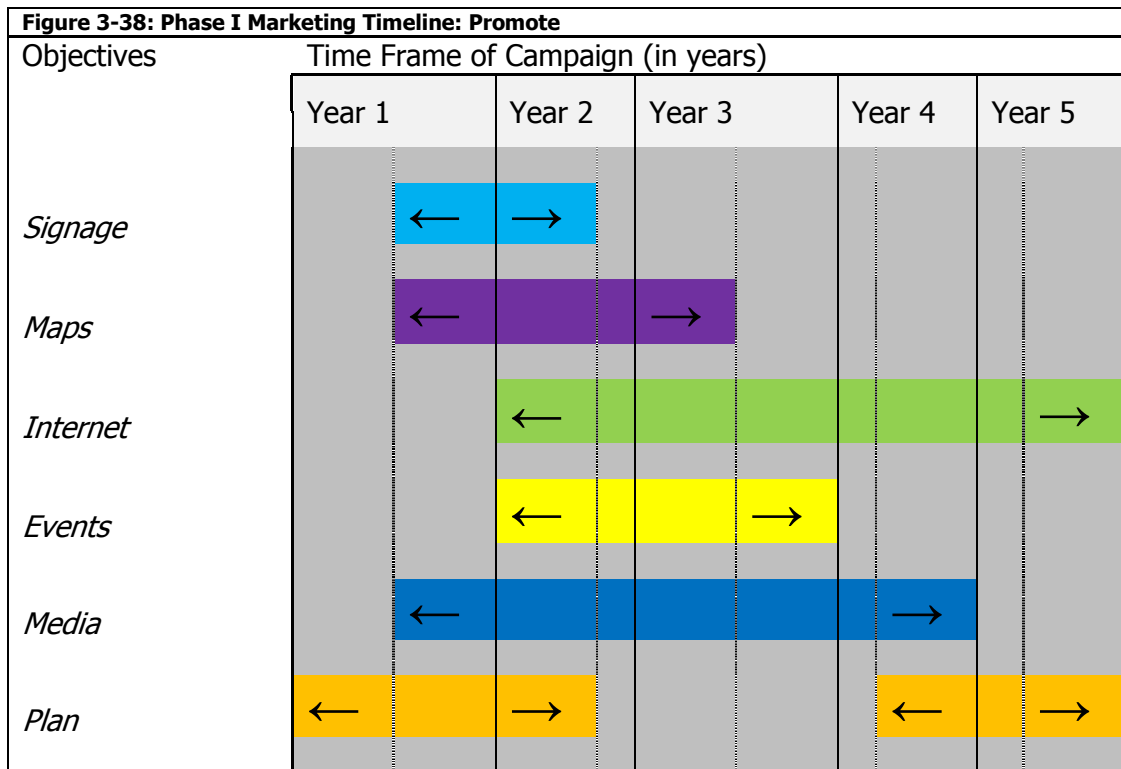 Figure 3-38: Phase I Marketing Timeline: Promote
Objectives Time Frame of Campaign (in years)
Year 1 Year 2 Year 3 Year 4 Year 5
Signage ← →
Maps ← →
Internet ← →
Events ← →
Media ← →
Plan ← → ← →